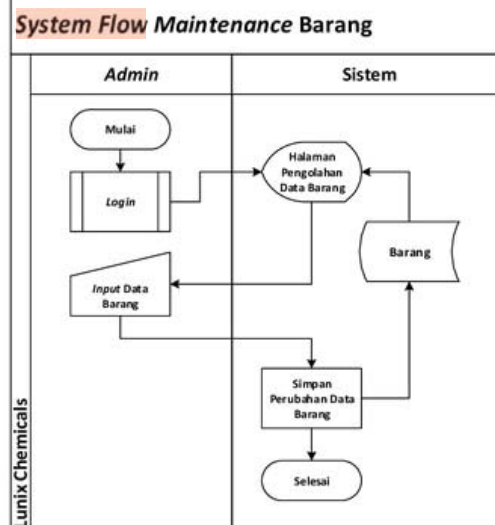 System Flow Maintenance Barang
Admin
Sistem
Mulai
Login
Halaman
Pengolahan
Data Barang
Barang
Input Data
Barang
Simpan
Perubahan Data
Barang
Selesai
Lunix Chemicals